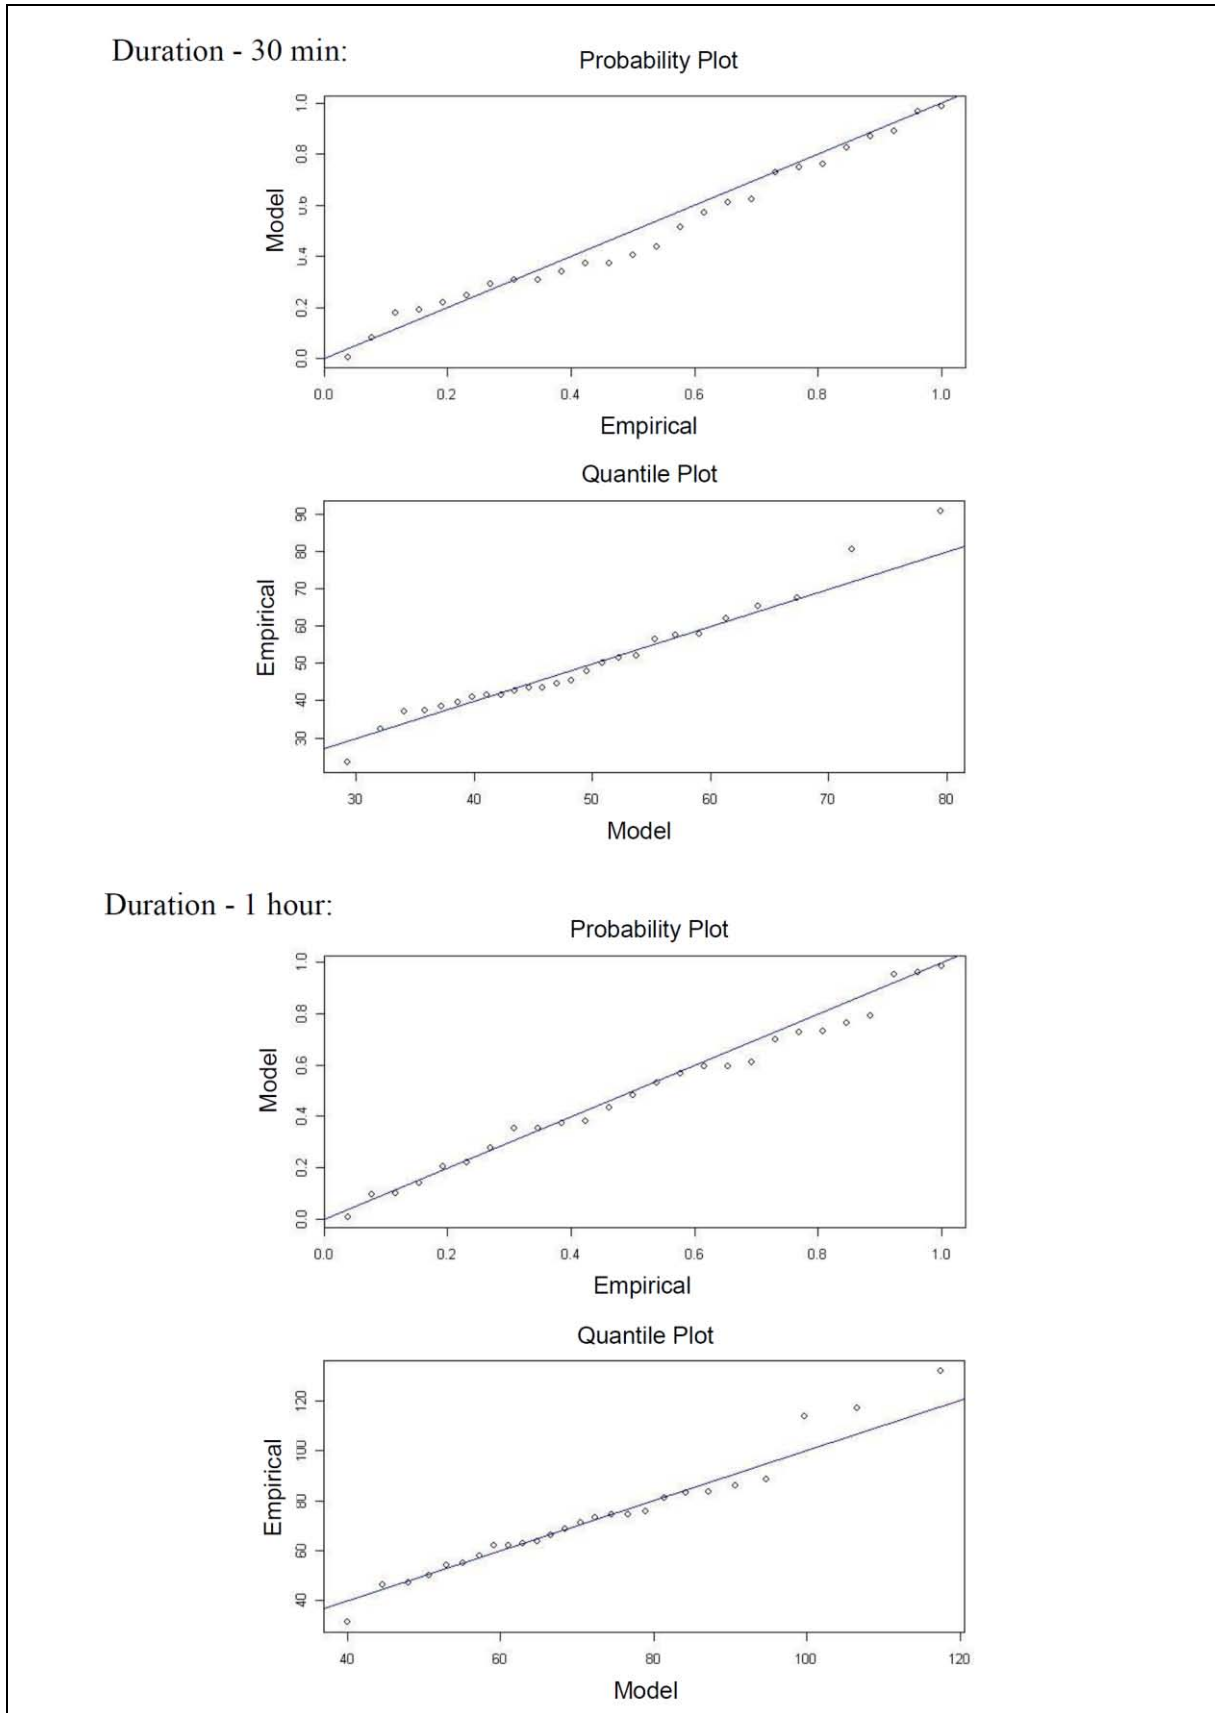 Duration - 30 min:
Probability Plot
Model
1.0
0.8
0.6
0.4
0.2
0.0
0.0 0.2 0.4 0.6 0.8 1.0
Empirical
Quantile Plot
Empirical
90
80
70
60
50
40
30
30 40 50 60 70 80
Model
Duration - 1 hour:
Probability Plot
Model
1.0
0.8
0.6
0.4
0.2
0.0
0.0 0.2 0.4 0.6 0.8 1.0
Empirical
Quantile Plot
Empirical
120
100
80
60
40
40 60 80 100 120
Model